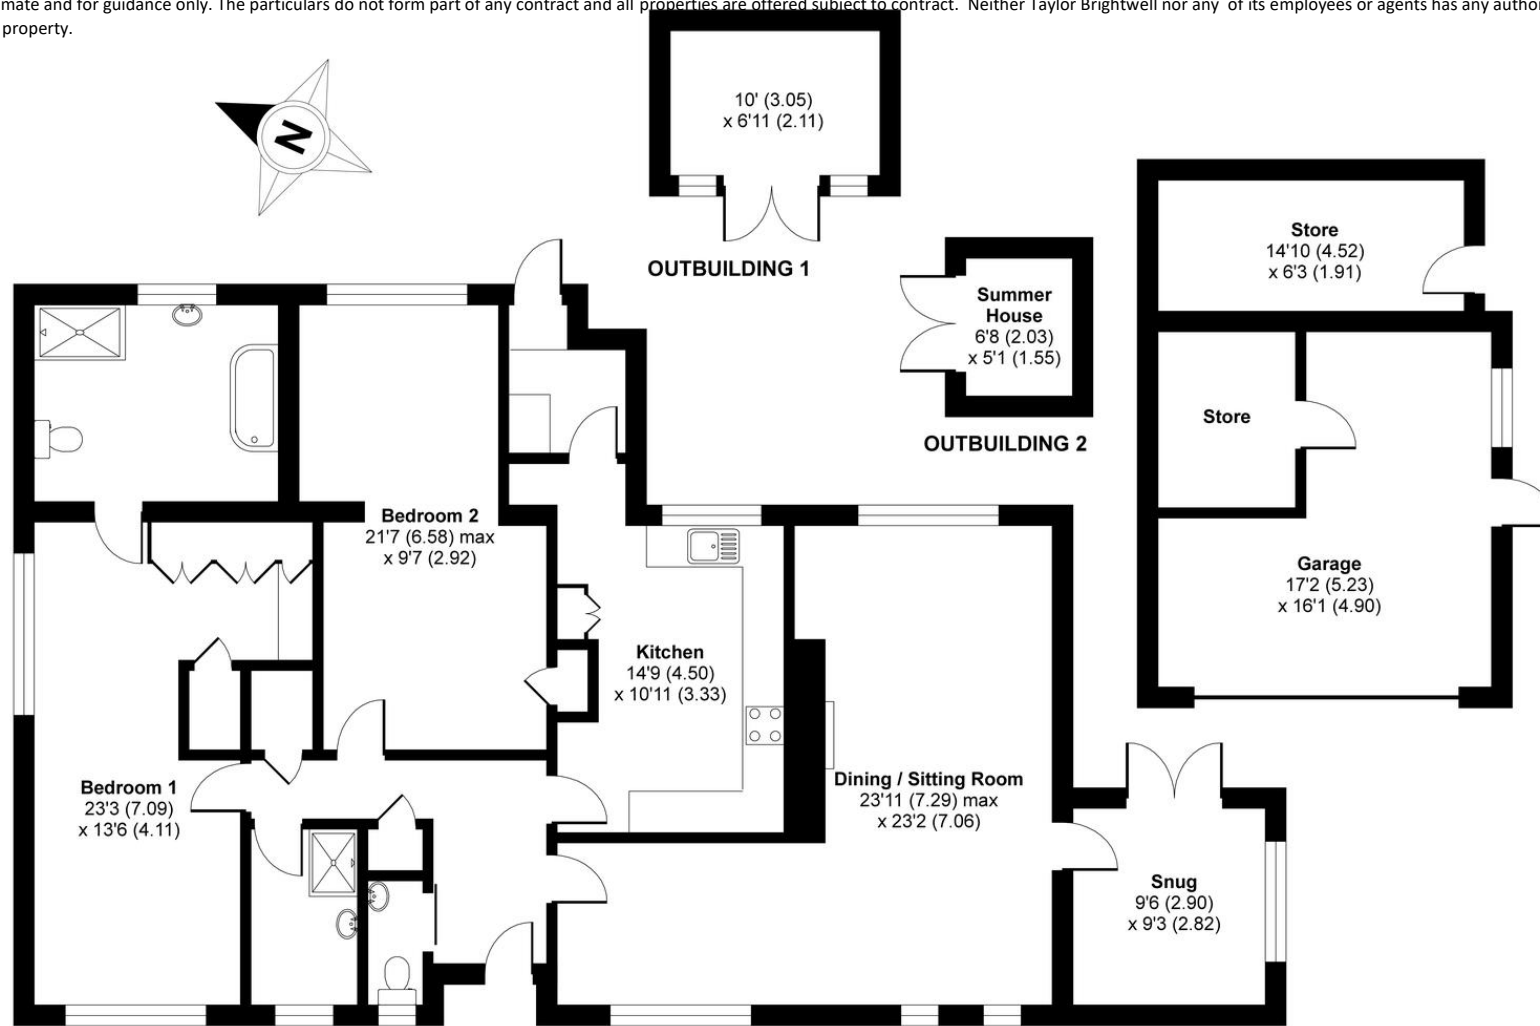 mate and for guidance only. The particulars do not form part of any contract and all properties are offered subject to contract. Neither Taylor Brightwell nor any of its employees or agents has any author
property.
10' (3.05)
x 6'11 (2.11)
N
OUTBUILDING 1
Store
14'10 (4.52)
x 6'3 (1.91)
Summer
House
6'8 (2.03)
x 5'1 (1.55)
OUTBUILDING 2
Store
Bedroom 2
21'7 (6.58) max
x 9'7 (2.92)
Garage
17'2 (5.23)
x 16'1 (4.90)
Kitchen
14'9 (4.50)
x 10'11 (3.33)
Bedroom 1
23'3 (7.09)
x 13'6 (4.11)
Dining / Sitting Room
23'11 (7.29) max
x 23'2 (7.06)
Snug
9'6 (2.90)
x 9'3 (2.82)